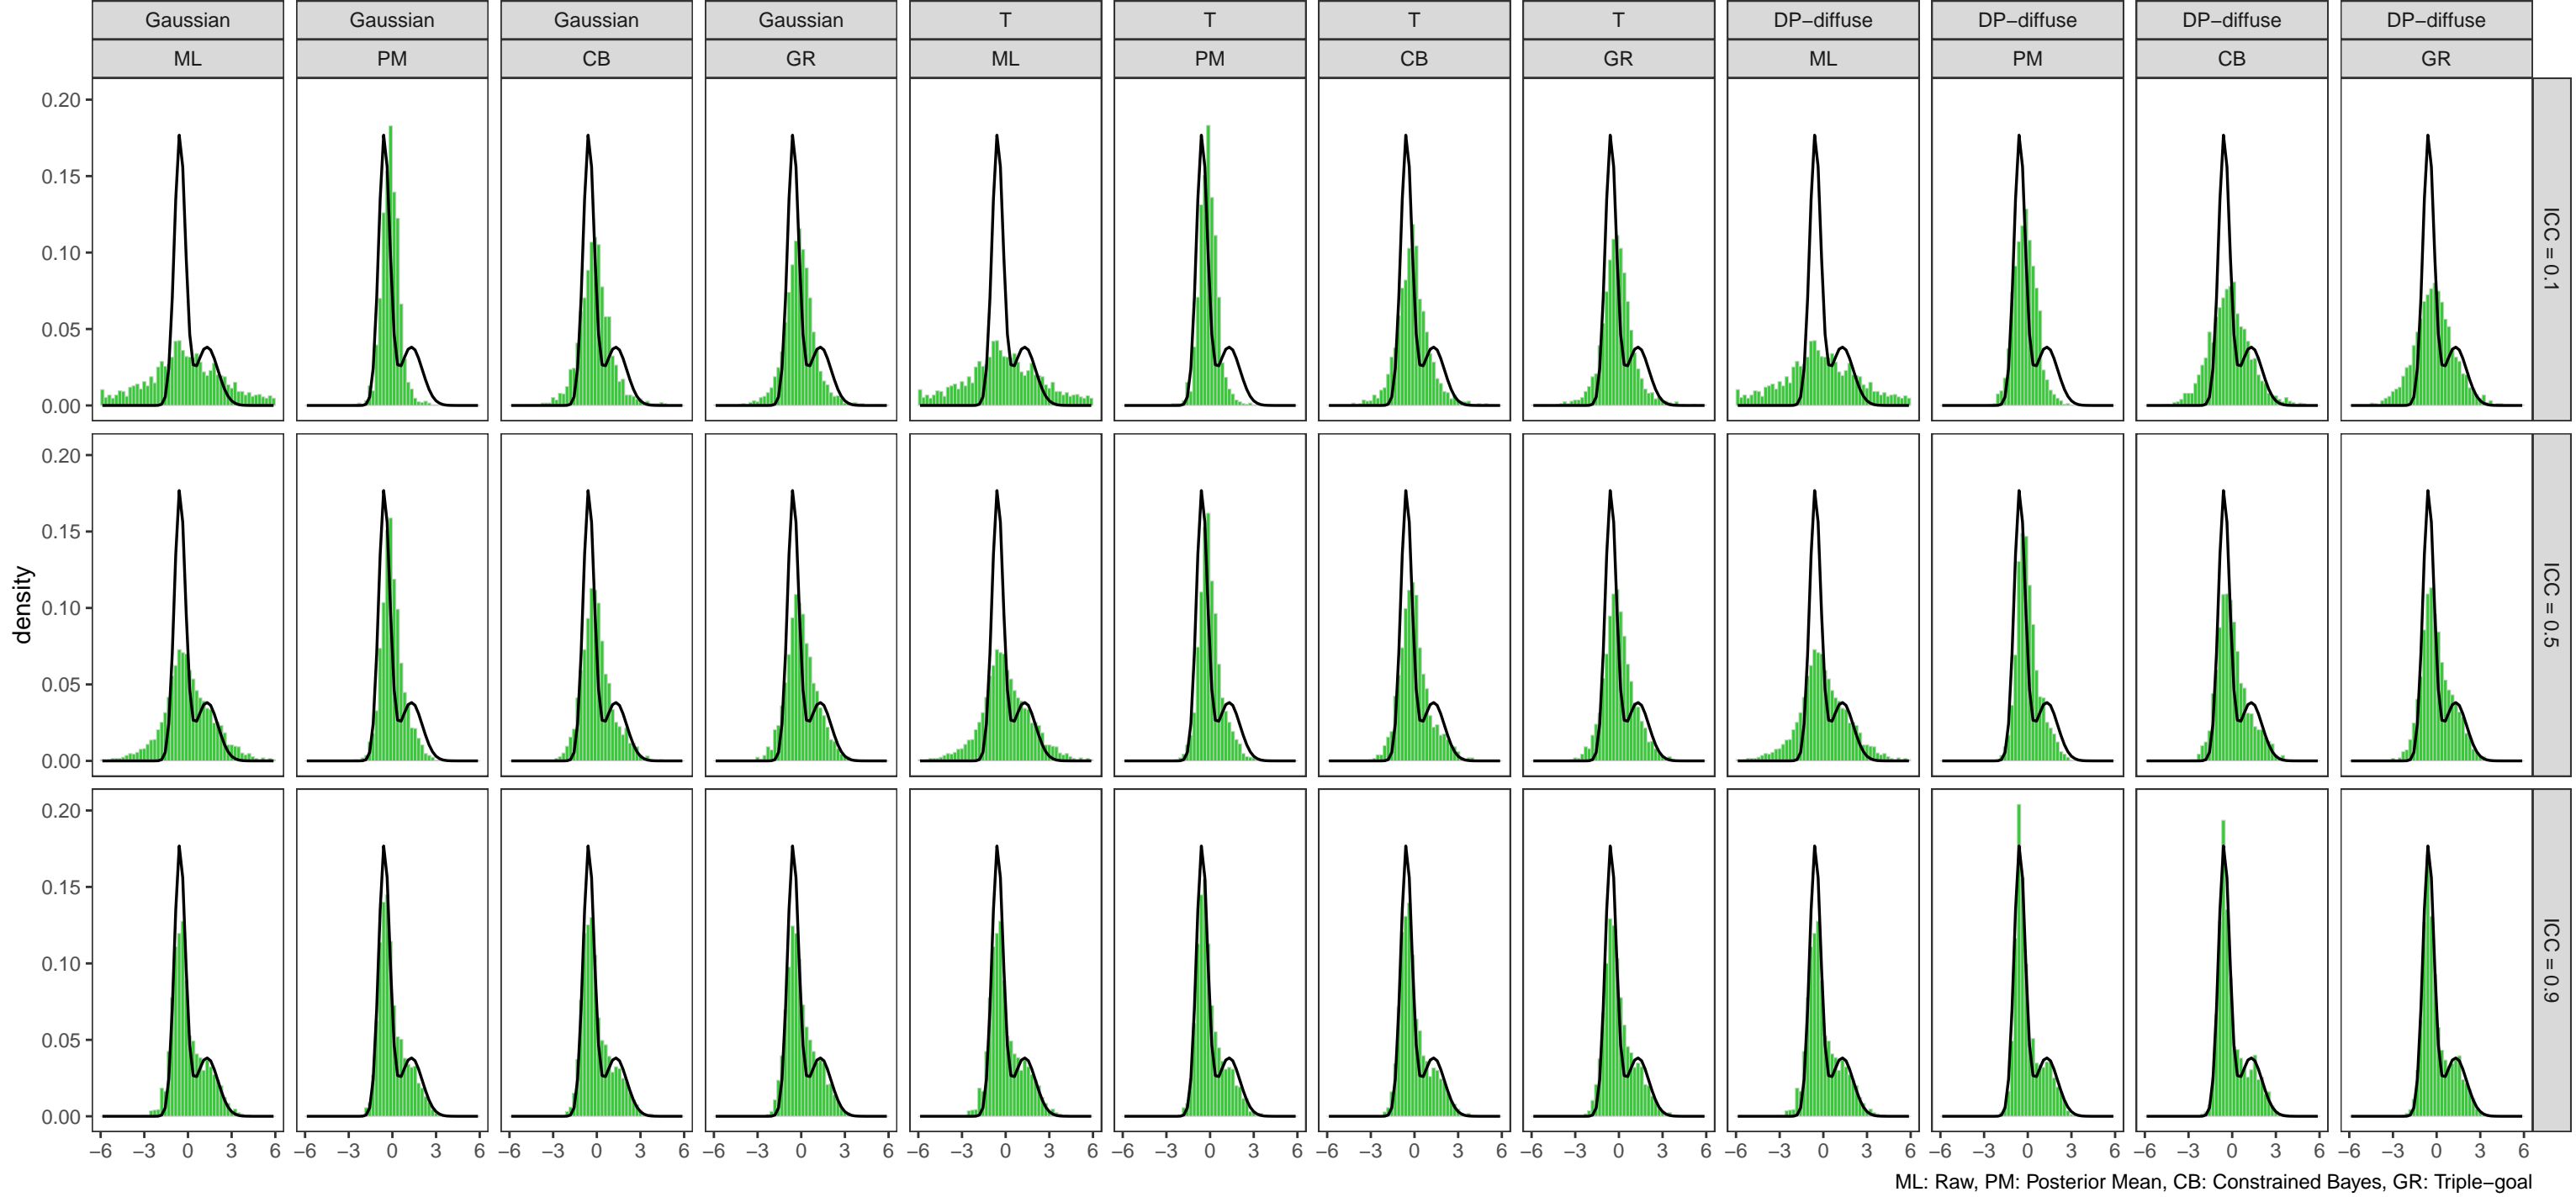 Gaussian Gaussian Gaussian Gaussian T T T T DP−diffuse DP−diffuse DP−diffuse DP−diffuse
ML PM CB GR ML PM CB GR ML PM CB GR
0.20
0.15
0.10
0.05
0.00
ICC = 0.1
density
0.20
0.15
0.10
0.05
0.00
ICC = 0.5
0.20
0.15
0.10
0.05
0.00
ICC = 0.9
−6 −3 0 3 6 −6 −3 0 3 6 −6 −3 0 3 6 −6 −3 0 3 6 −6 −3 0 3 6 −6 −3 0 3 6 −6 −3 0 3 6 −6 −3 0 3 6 −6 −3 0 3 6 −6 −3 0 3 6 −6 −3 0 3 6 −6 −3 0 3 6
ML: Raw, PM: Posterior Mean, CB: Constrained Bayes, GR: Triple−goal